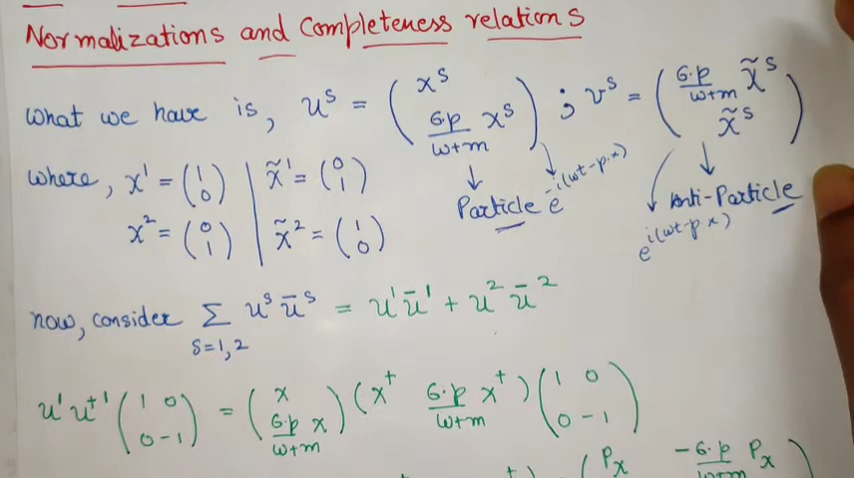 Normalizations and Completeness relations
What we have is, u^s = ( x^s ; σ·p/(ω+m) x^s ) ; v^s = ( σ·p/(ω+m) x̃^s ; x̃^s )
where, x^1 = (1 0) | x̃^1 = (0 1)
Particle e^-i(ωt-p.x)
Anti-Particle
e^i(ωt-p.x)
x^2 = (0 1) | x̃^2 = (1 0)
now, consider Σ u^s ū^s = u^1 ū^1 + u^2 ū^2
s=1,2
u^1 u^†1 (1 0 0 -1) = ( x ; σ·p/(ω+m) x ) ( x^† σ·p/(ω+m) x^† ) (1 0 0 -1)
( P_x -σ·p/(ω+m) P_x )